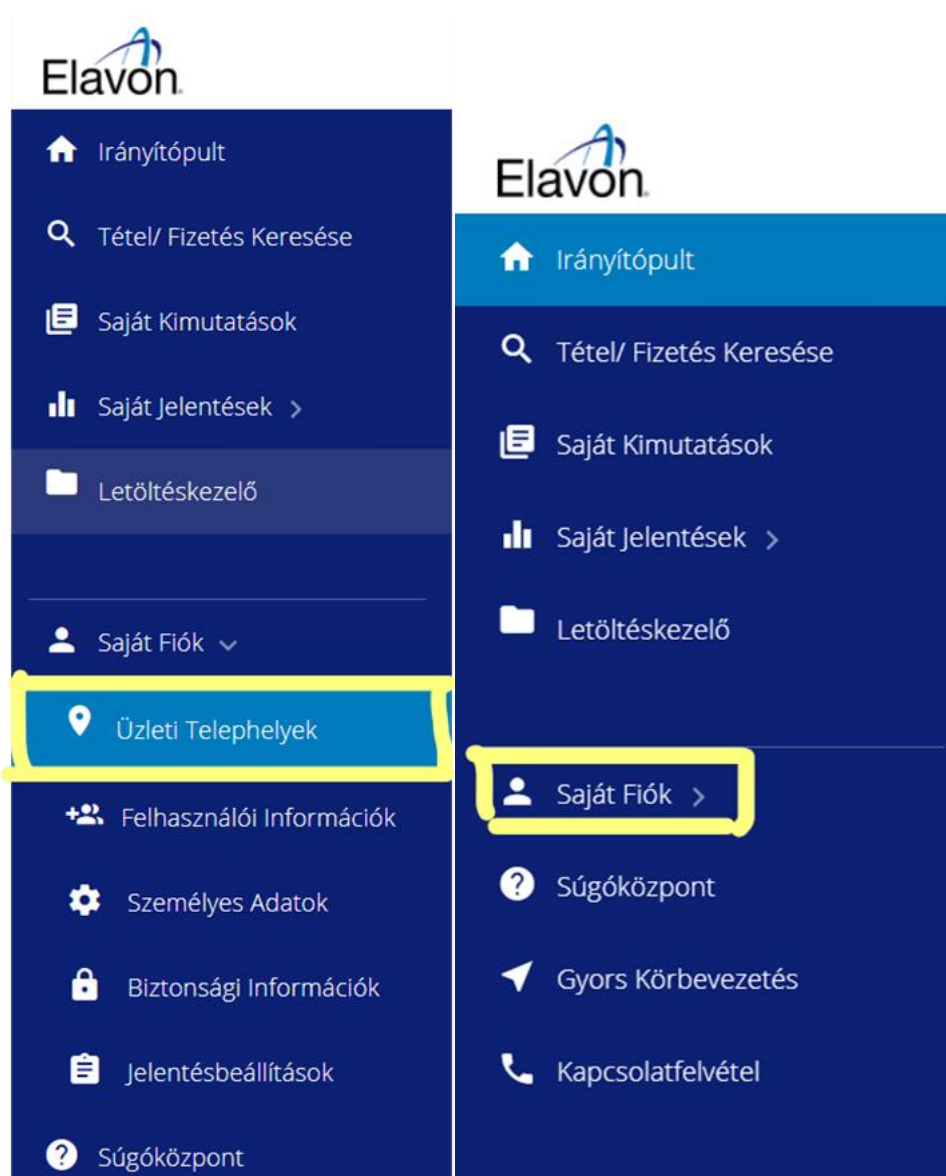 Elavon
Irányítópult
Tétel/ Fizetés Keresése
Saját Kimutatások
Saját Jelentések
Letöltéskezelő
Saját Fiók
Üzleti Telephelyek
Felhasználói Információk
Személyes Adatok
Biztonsági Információk
Jelentésbeállítások
Súgóközpont
Elavon
Irányítópult
Tétel/ Fizetés Keresése
Saját Kimutatások
Saját Jelentések
Letöltéskezelő
Saját Fiók
Súgóközpont
Gyors Körbevezetés
Kapcsolatfelvétel